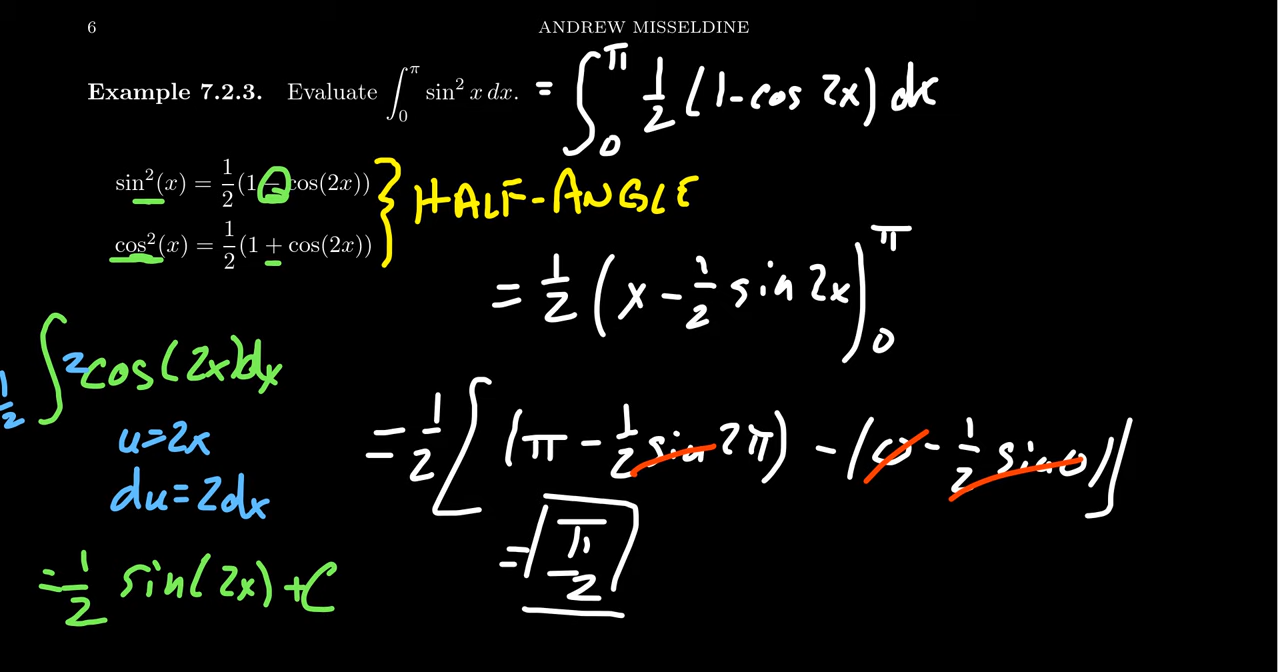 6 ANDREW MISSELDINE
Example 7.2.3. Evaluate ∫₀^π sin² x dx. = ∫₀^π 1/2 (1 - cos 2x) dx
sin²(x) = 1/2(1 − cos(2x))
cos²(x) = 1/2(1 + cos(2x))
HALF-ANGLE
= 1/2 (x - 1/2 sin 2x)₀^π
= 1/2 [(π - 1/2 sin 2π) - (0 - 1/2 sin 0)]
= π/2
1/2 ∫ 2cos(2x)dx
u = 2x
du = 2dx
= 1/2 sin(2x) + C